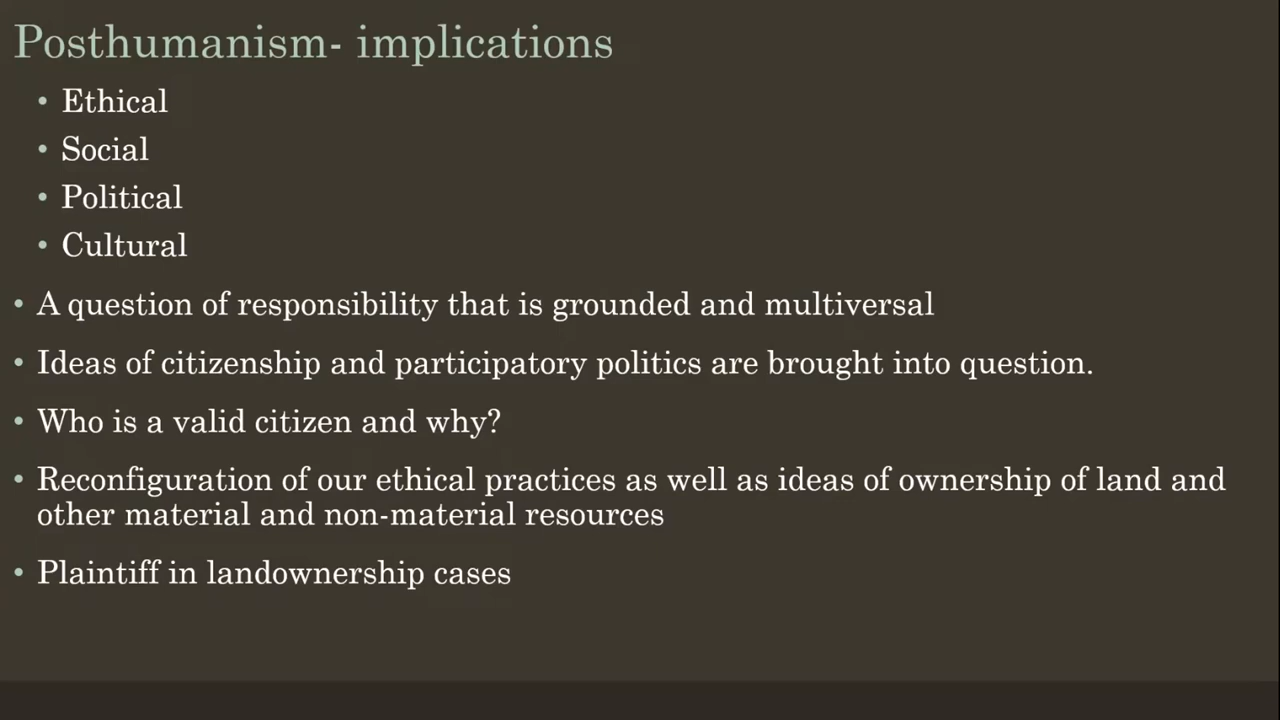 Posthumanism- implications
• Ethical
• Social
• Political
• Cultural
• A question of responsibility that is grounded and multiversal
• Ideas of citizenship and participatory politics are brought into question.
• Who is a valid citizen and why?
• Reconfiguration of our ethical practices as well as ideas of ownership of land and
other material and non-material resources
• Plaintiff in landownership cases